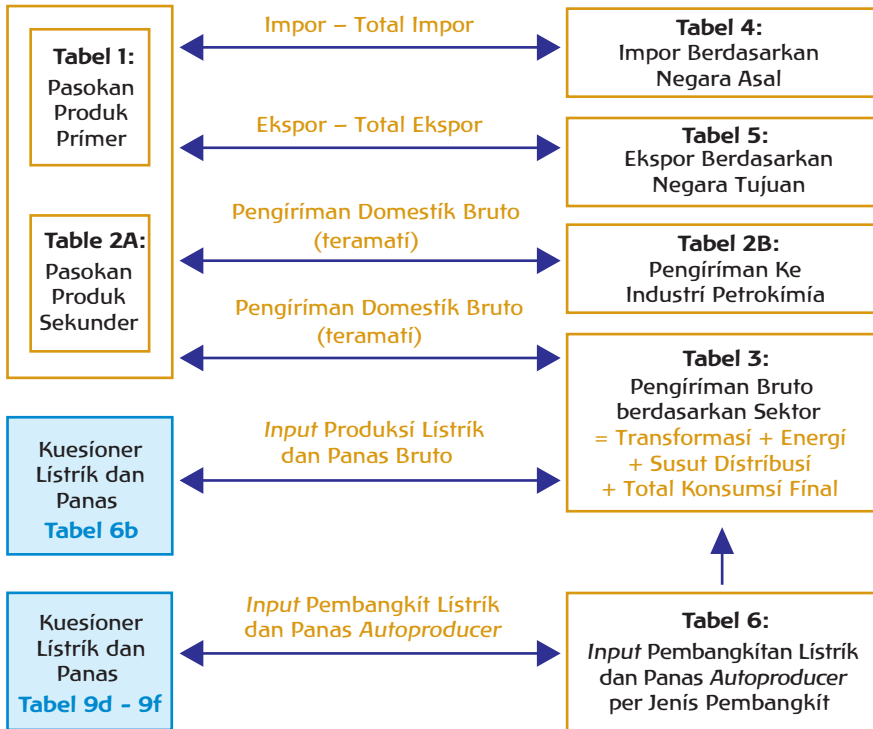 Tabel 1:
Pasokan
Produk
Primer
Table 2A:
Pasokan
Produk
Sekunder
Impor – Total Impor
Tabel 4:
Impor Berdasarkan
Negara Asal
Ekspor – Total Ekspor
Tabel 5:
Ekspor Berdasarkan
Negara Tujuan
Pengiriman Domestik Bruto
(teramati)
Tabel 2B:
Pengiriman Ke
Industri Petrokimia
Pengiriman Domestik Bruto
(teramati)
Tabel 3:
Pengiriman Bruto
berdasarkan Sektor
= Transformasi + Energi
+ Susut Distribusi
+ Total Konsumsi Final
Kuesioner
Listrik dan
Panas
Tabel 6b
Input Produksi Listrik
dan Panas Bruto
Kuesioner
Listrik dan
Panas
Tabel 9d - 9f
Input Pembangkit Listrik
dan Panas Autoproducer
Tabel 6:
Input Pembangkitan Listrik
dan Panas Autoproducer
per Jenis Pembangkit